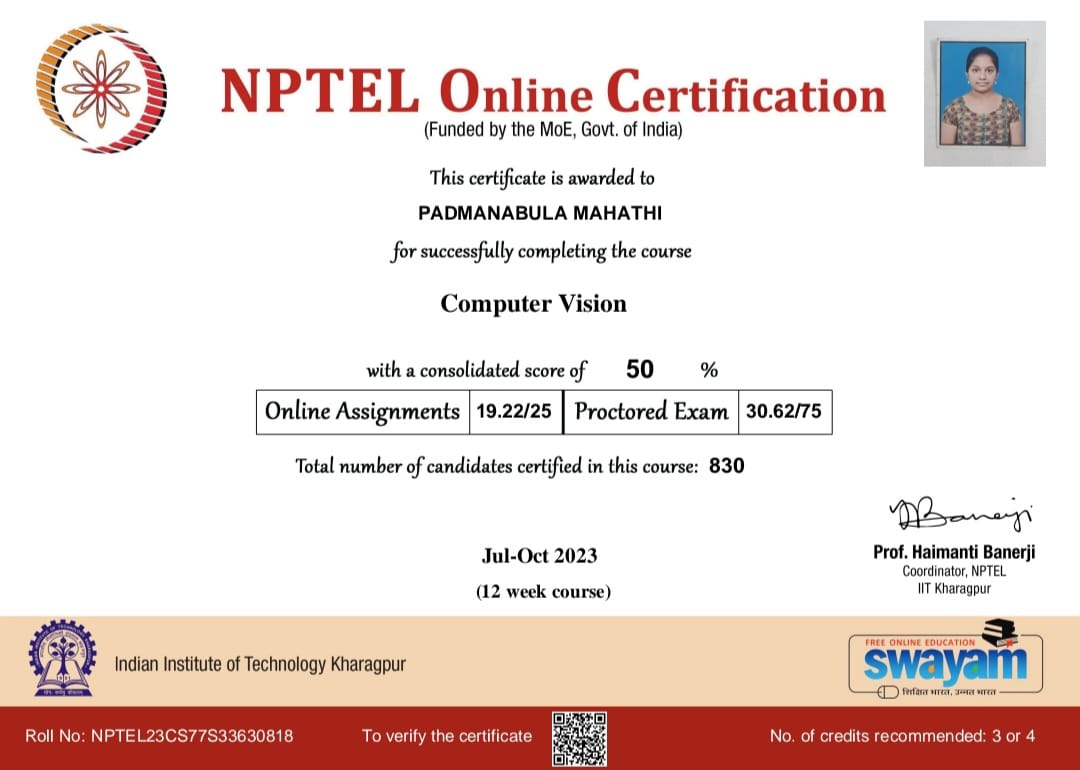 NPTEL Online Certification
(Funded by the MoE, Govt. of India)
This certificate is awarded to
PADMANABULA MAHATHI
for successfully completing the course
Computer Vision
with a consolidated score of 50 %
Online Assignments 19.22/25 Proctored Exam 30.62/75
Total number of candidates certified in this course: 830
Jul-Oct 2023
(12 week course)
Prof. Haimanti Banerji
Coordinator, NPTEL
IIT Kharagpur
Indian Institute of Technology Kharagpur
FREE ONLINE EDUCATION
swayam
शिक्षित भारत, उन्नत भारत
Roll No: NPTEL23CS77S33630818
To verify the certificate
No. of credits recommended: 3 or 4